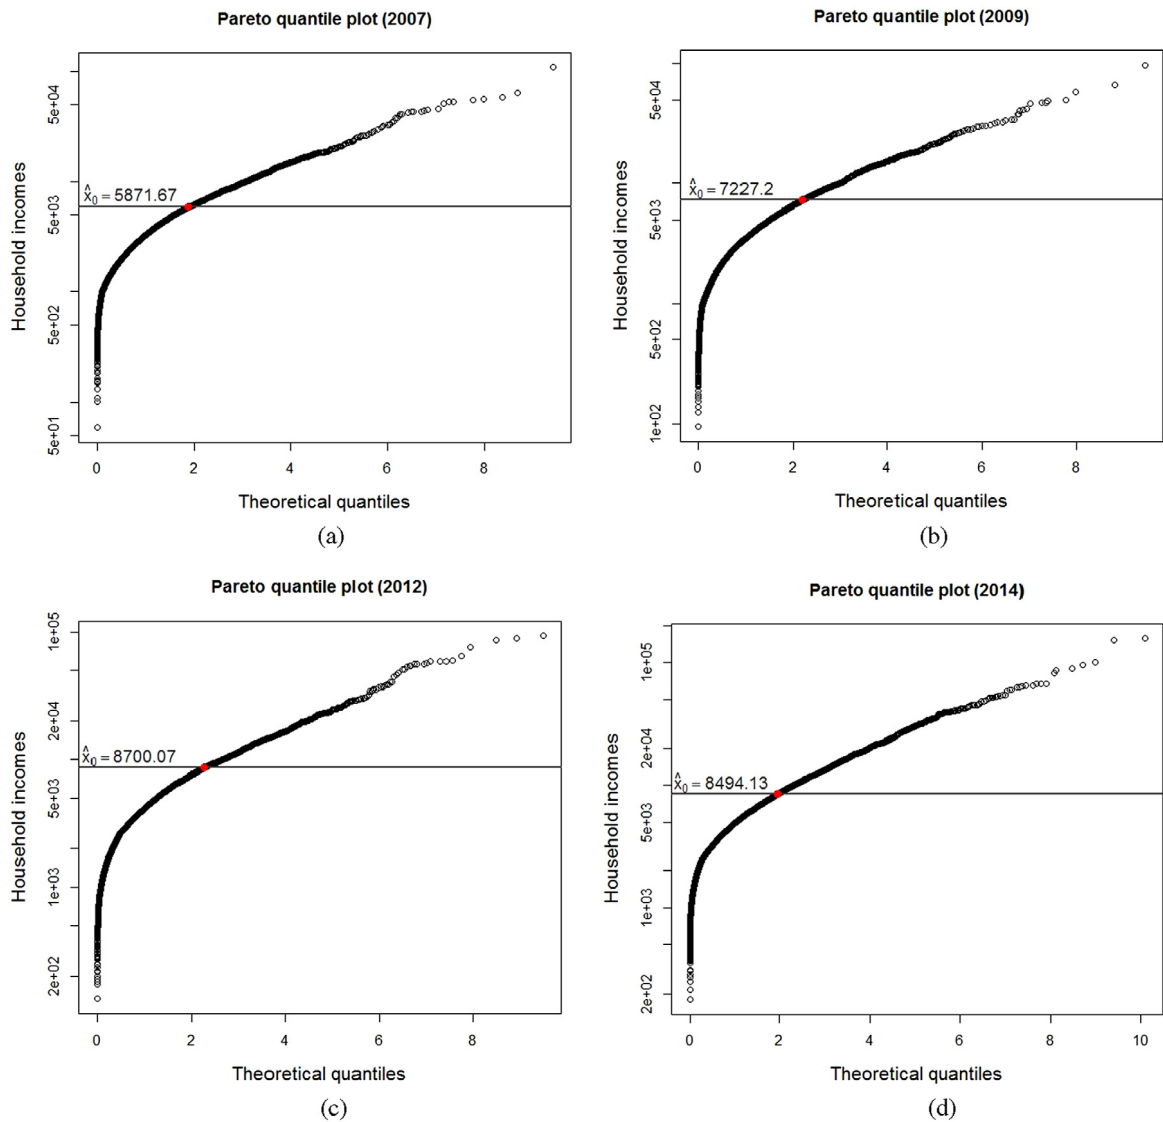 Pareto quantile plot (2007)
Household incomes
5e+04
5e+03
5e+02
5e+01
x̂₀ = 5871.67
0 2 4 6 8
Theoretical quantiles
(a)
Pareto quantile plot (2009)
Household incomes
5e+04
5e+03
5e+02
1e+02
x̂₀ = 7227.2
0 2 4 6 8
Theoretical quantiles
(b)
Pareto quantile plot (2012)
Household incomes
1e+05
2e+04
5e+03
1e+03
2e+02
x̂₀ = 8700.07
0 2 4 6 8
Theoretical quantiles
(c)
Pareto quantile plot (2014)
Household incomes
1e+05
2e+04
5e+03
1e+03
2e+02
x̂₀ = 8494.13
0 2 4 6 8 10
Theoretical quantiles
(d)